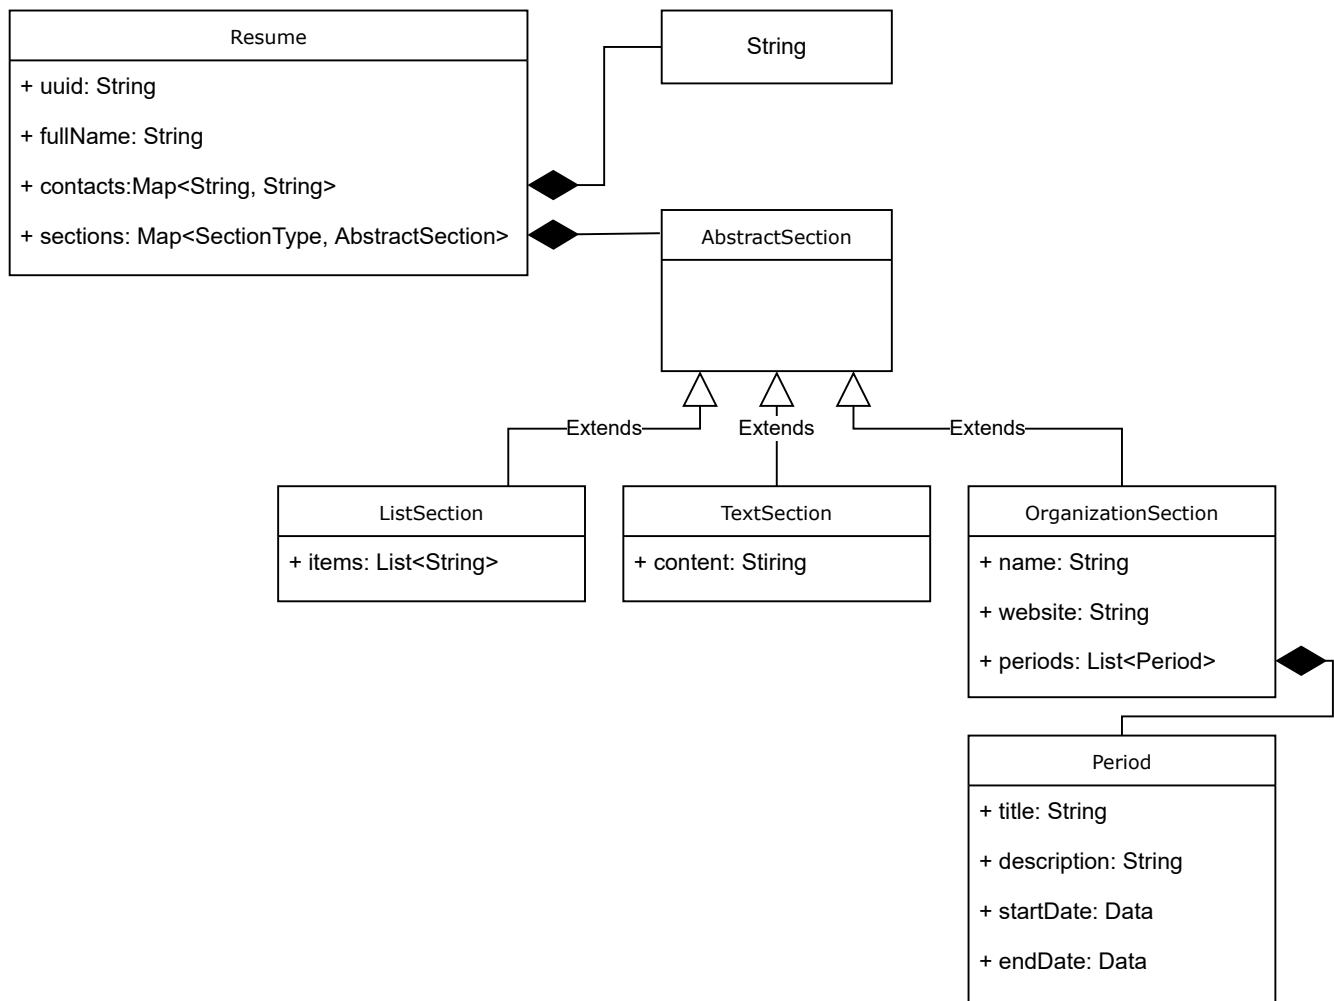 Resume
+ uuid: String
+ fullName: String
+ contacts:Map<String, String>
+ sections: Map<SectionType, AbstractSection>
String
AbstractSection
Extends
Extends
Extends
ListSection
+ items: List<String>
TextSection
+ content: Stiring
OrganizationSection
+ name: String
+ website: String
+ periods: List<Period>
Period
+ title: String
+ description: String
+ startDate: Data
+ endDate: Data